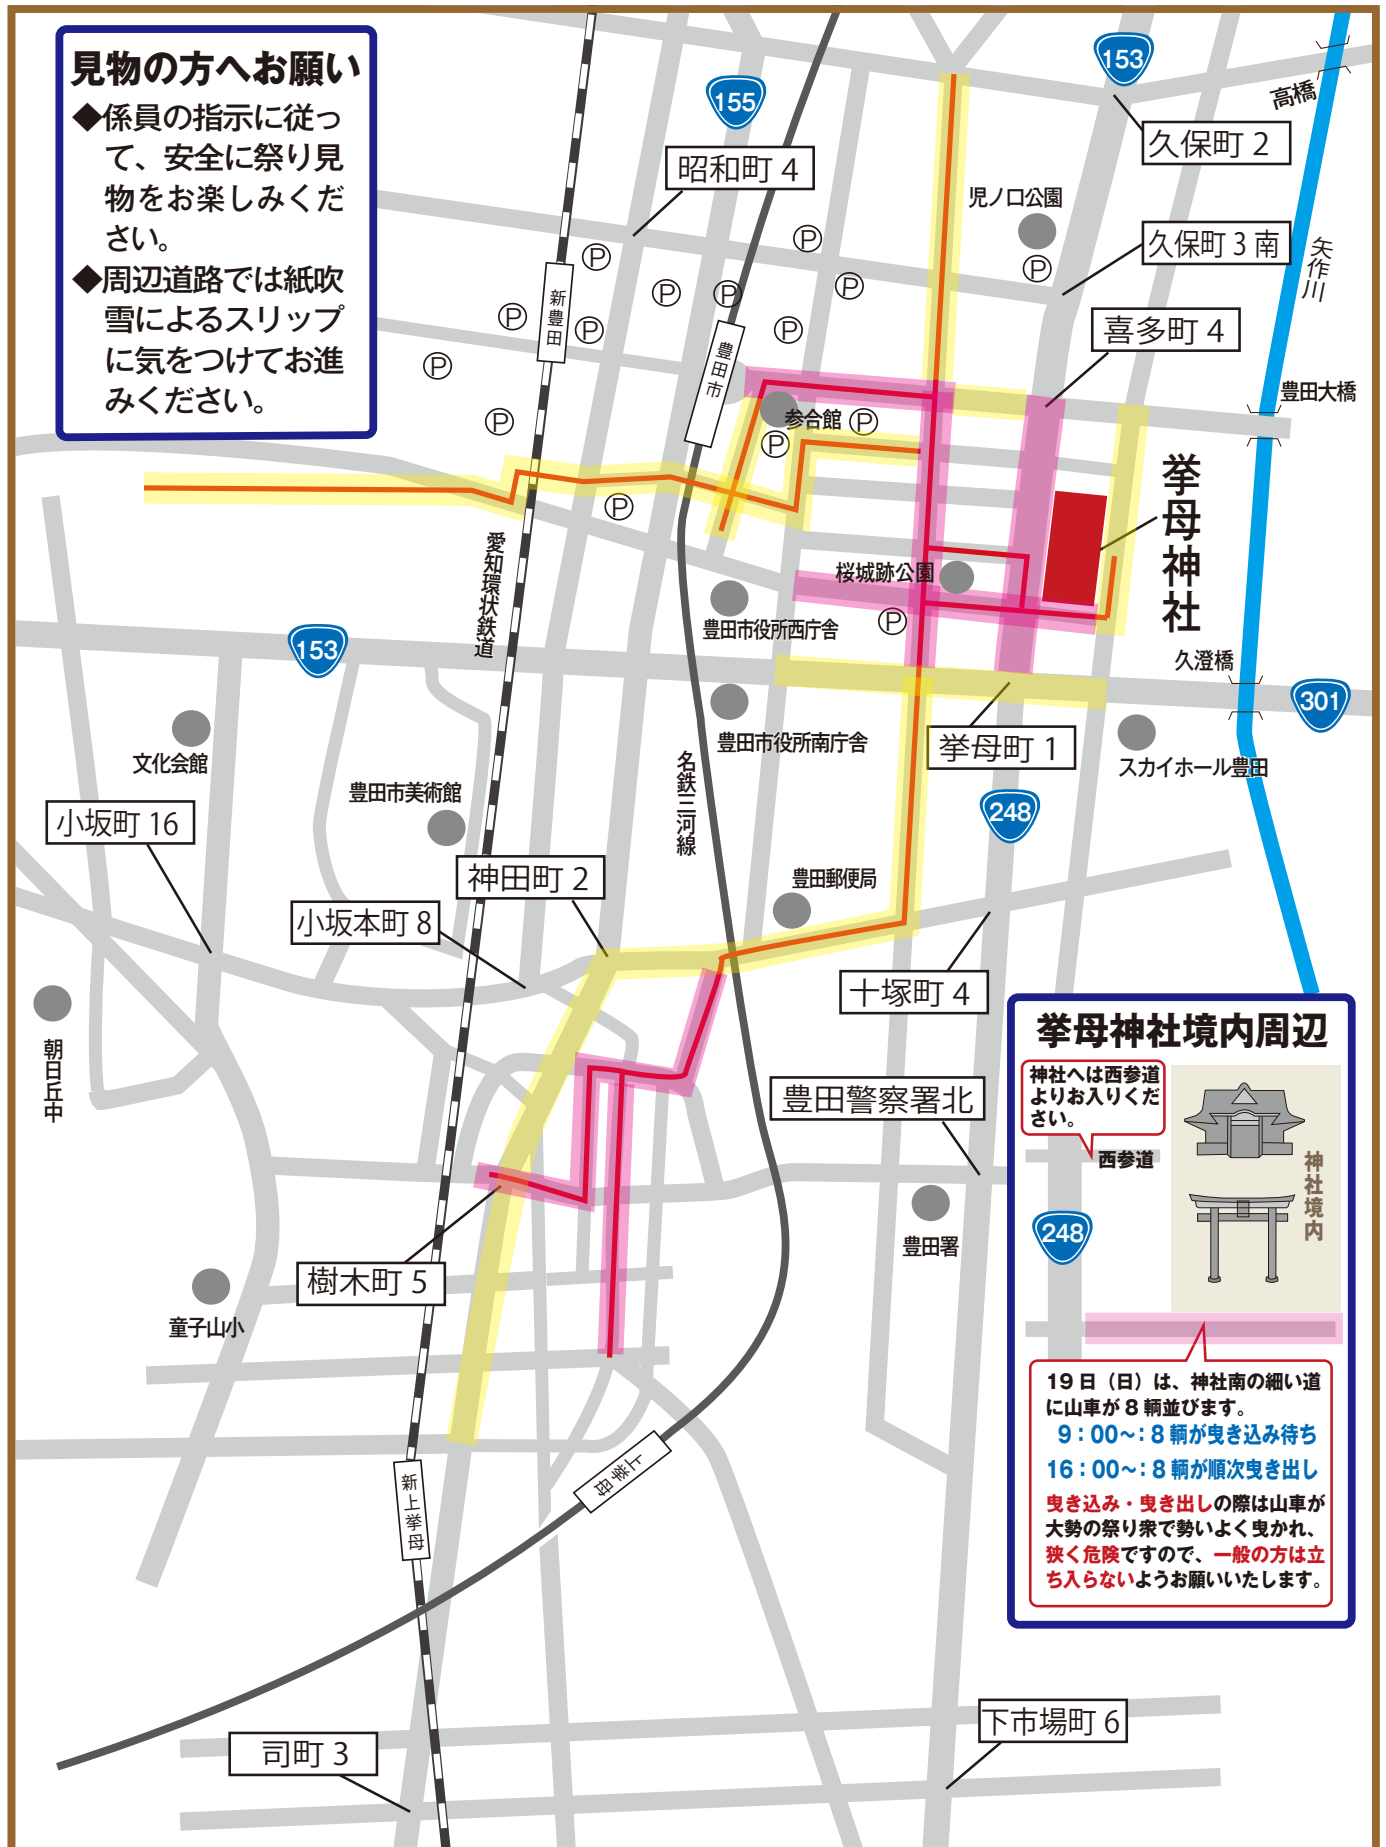 見物の方へお願い
◆係員の指示に従っ
て、安全に祭り見
物をお楽しみくだ
さい。
◆周辺道路では紙吹
雪によるスリップ
に気をつけてお進
みください。
153
155
高橋
久保町 2
昭和町 4
児ノ口公園
Ⓟ
久保町 3 南
矢作川
Ⓟ
Ⓟ
Ⓟ
Ⓟ
Ⓟ
Ⓟ
新豊田
Ⓟ
Ⓟ
Ⓟ
喜多町 4
豊田市
Ⓟ
豊田大橋
参合館
Ⓟ
Ⓟ
Ⓟ
Ⓟ
挙母神社
愛知環状鉄道
桜城跡公園
豊田市役所西庁舎
Ⓟ
153
久澄橋
301
文化会館
豊田市役所南庁舎
挙母町 1
スカイホール豊田
名鉄三河線
豊田市美術館
小坂町 16
248
神田町 2
豊田郵便局
小坂本町 8
十塚町 4
朝日丘中
豊田警察署北
豊田署
樹木町 5
童子山小
上挙母
新上挙母
下市場町 6
司町 3
挙母神社境内周辺
神社へは西参道
よりお入りくだ
さい。
西参道
神社境内
248
19 日（日）は、神社南の細い道
に山車が 8 輌並びます。
9：00～：8 輌が曳き込み待ち
16：00～：8 輌が順次曳き出し
曳き込み・曳き出しの際は山車が
大勢の祭り衆で勢いよく曳かれ、
狭く危険ですので、一般の方は立
ち入らないようお願いいたします。